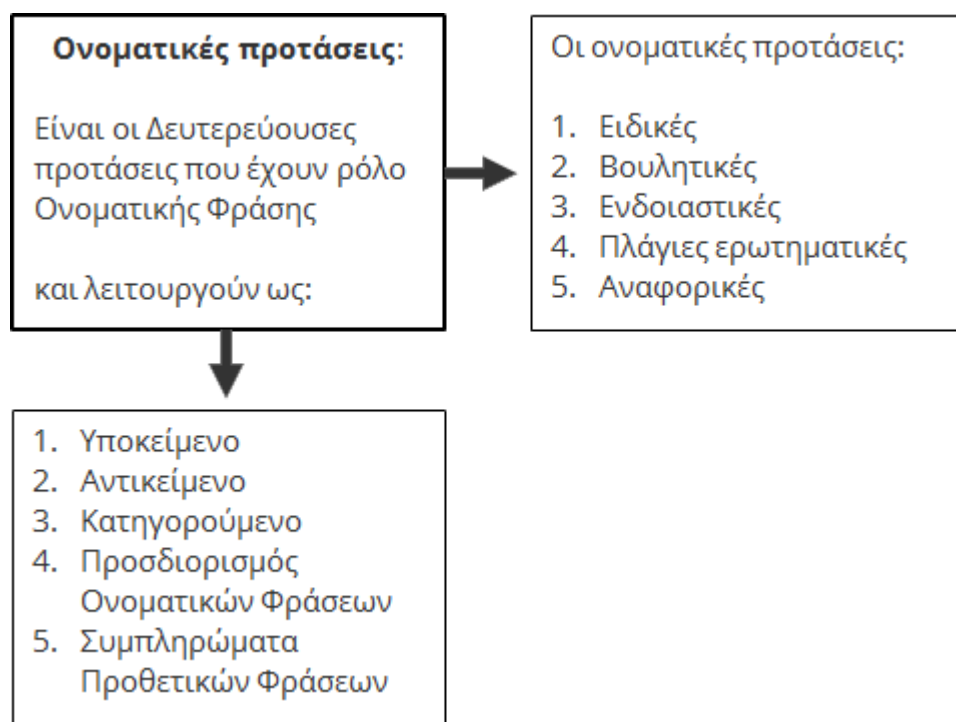 Ονοματικές προτάσεις:
Είναι οι Δευτερεύουσες
προτάσεις που έχουν ρόλο
Ονοματικής Φράσης
και λειτουργούν ως:
Οι ονοματικές προτάσεις:
1. Ειδικές
2. Βουλητικές
3. Ενδοιαστικές
4. Πλάγιες ερωτηματικές
5. Αναφορικές
1. Υποκείμενο
2. Αντικείμενο
3. Κατηγορούμενο
4. Προσδιορισμός
Ονοματικών Φράσεων
5. Συμπληρώματα
Προθετικών Φράσεων